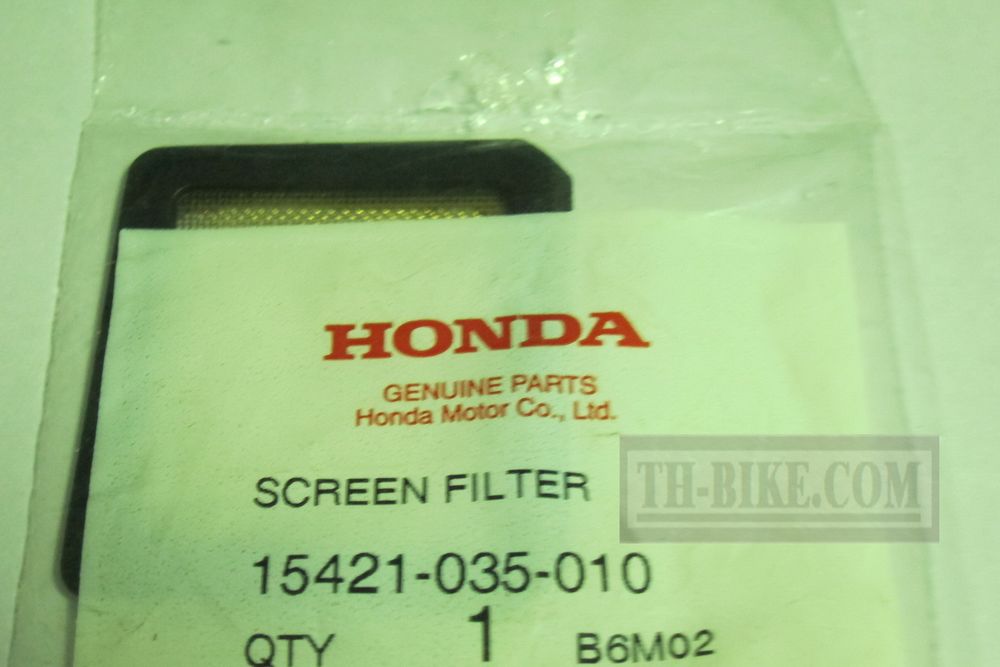 HONDA
GENUINE PARTS
Honda Motor Co., Ltd.
SCREEN FILTER
TH-BIKE.COM
15421-035-010
QTY 1 B6M02